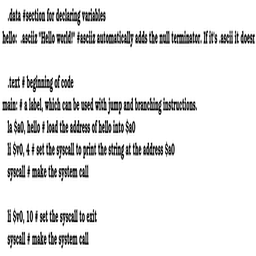 .data #section for declaring variables
hello: .asciiz "Hello world!" #asciiz automatically adds the null terminator. If it's .ascii it doesn
.text # beginning of code
main: # a label, which can be used with jump and branching instructions.
la $a0, hello # load the address of hello into $a0
li $v0, 4 # set the syscall to print the string at the address $a0
syscall # make the system call
li $v0, 10 # set the syscall to exit
syscall # make the system call